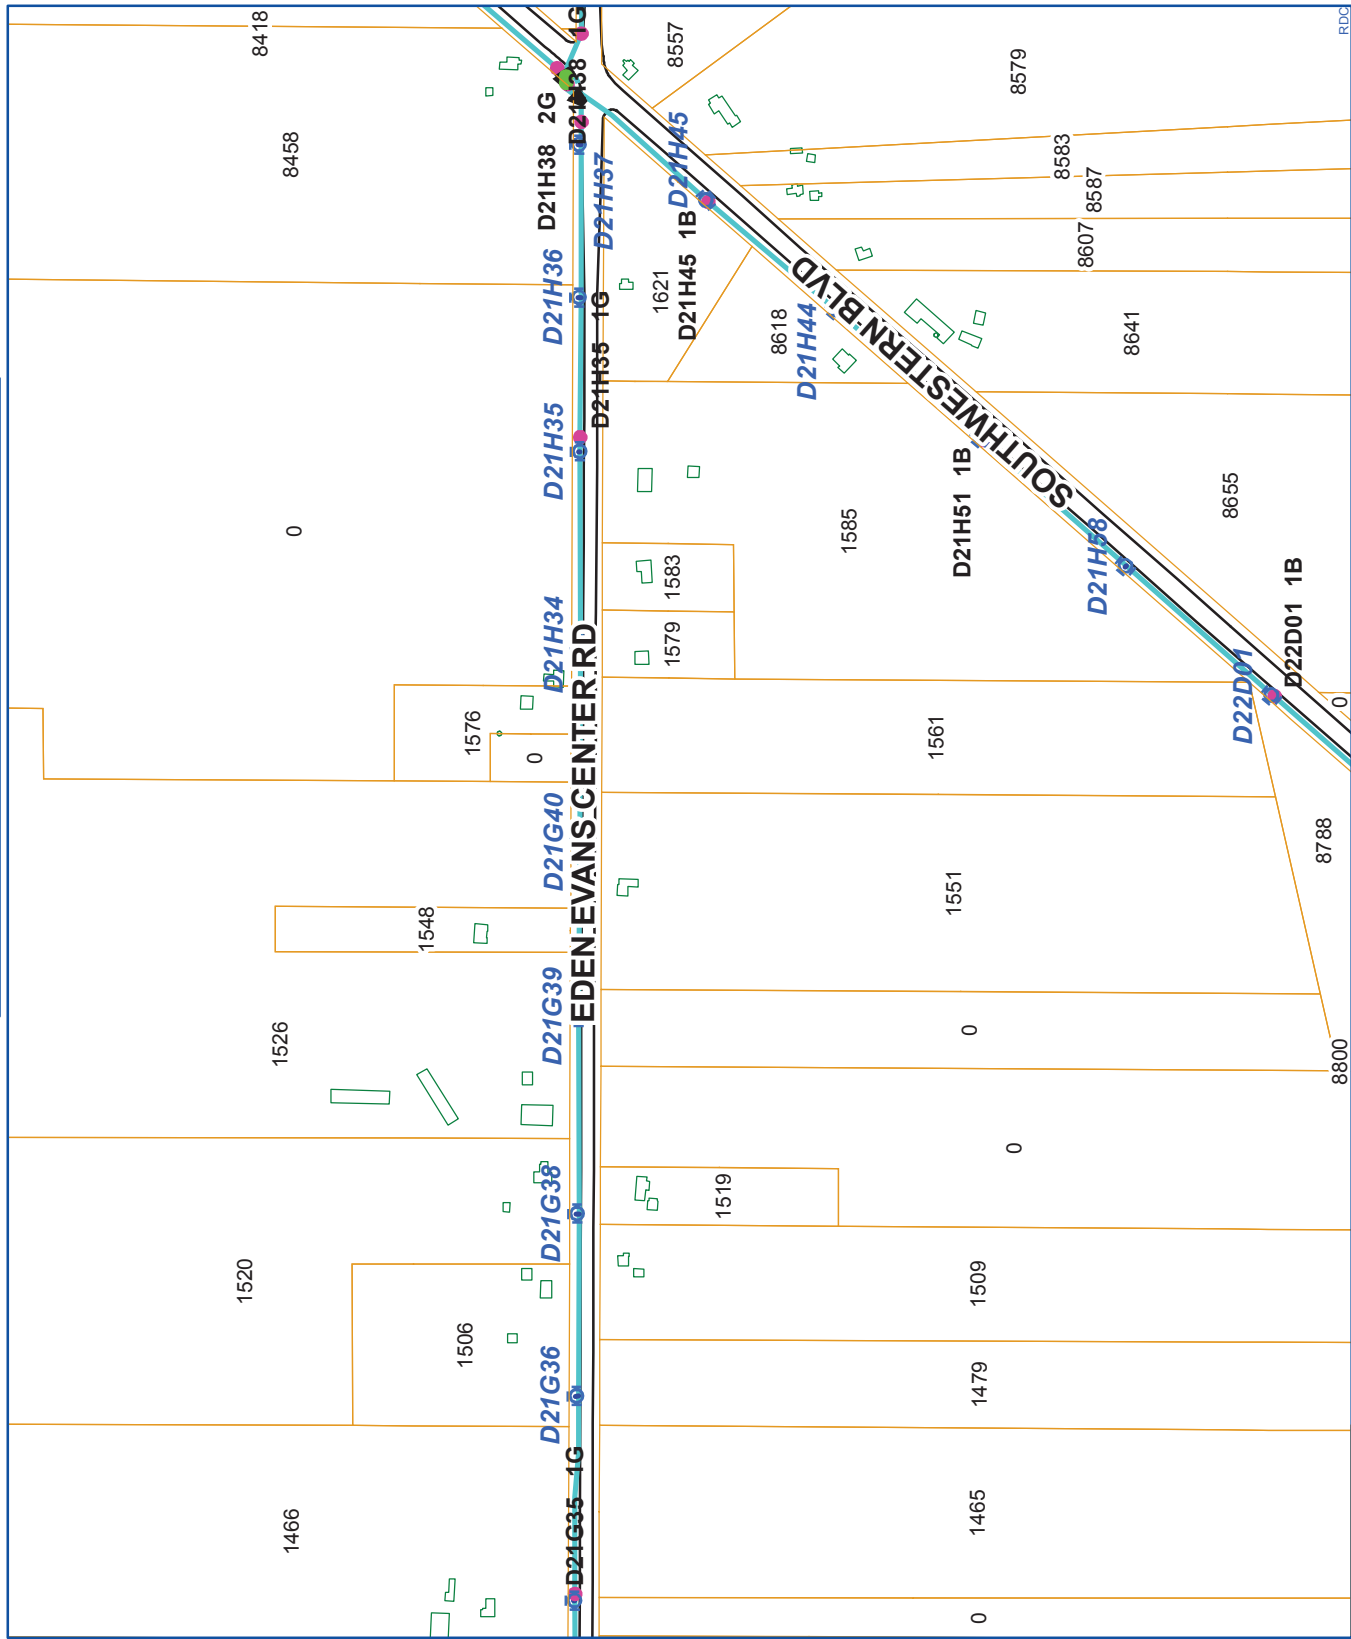 1520
8418
1526
1466
0
8458
1548
1506
1576
0
D21G36
D21G38
D21G39
D21G40
D21H34
D21H35
D21H36
D21H38 2G
D21G35 1G
D21H38 1G
EDEN-EVANS CENTER RD
D21H35 1G
D21H37
1621
1579
1583
8557
D21H45
D21H45 1B
1519
8618
D21H44
SOUTHWESTERN BLVD
1585
1561
1551
D21H51 1B
0
1465
1479
1509
0
0
8579
8583
8607
8587
D21H58
8641
8655
D22D01
D22D01 1B
8788
8800
0
RDC